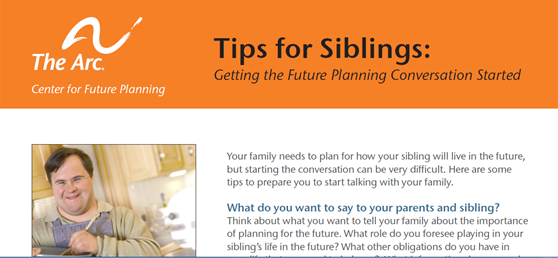 The Arc.
Center for Future Planning
Tips for Siblings:
Getting the Future Planning Conversation Started
Your family needs to plan for how your sibling will live in the future,
but starting the conversation can be very difficult. Here are some
tips to prepare you to start talking with your family.
What do you want to say to your parents and sibling?
Think about what you want to tell your family about the importance
of planning for the future. What role do you foresee playing in your
sibling's life in the future? What other obligations do you have in